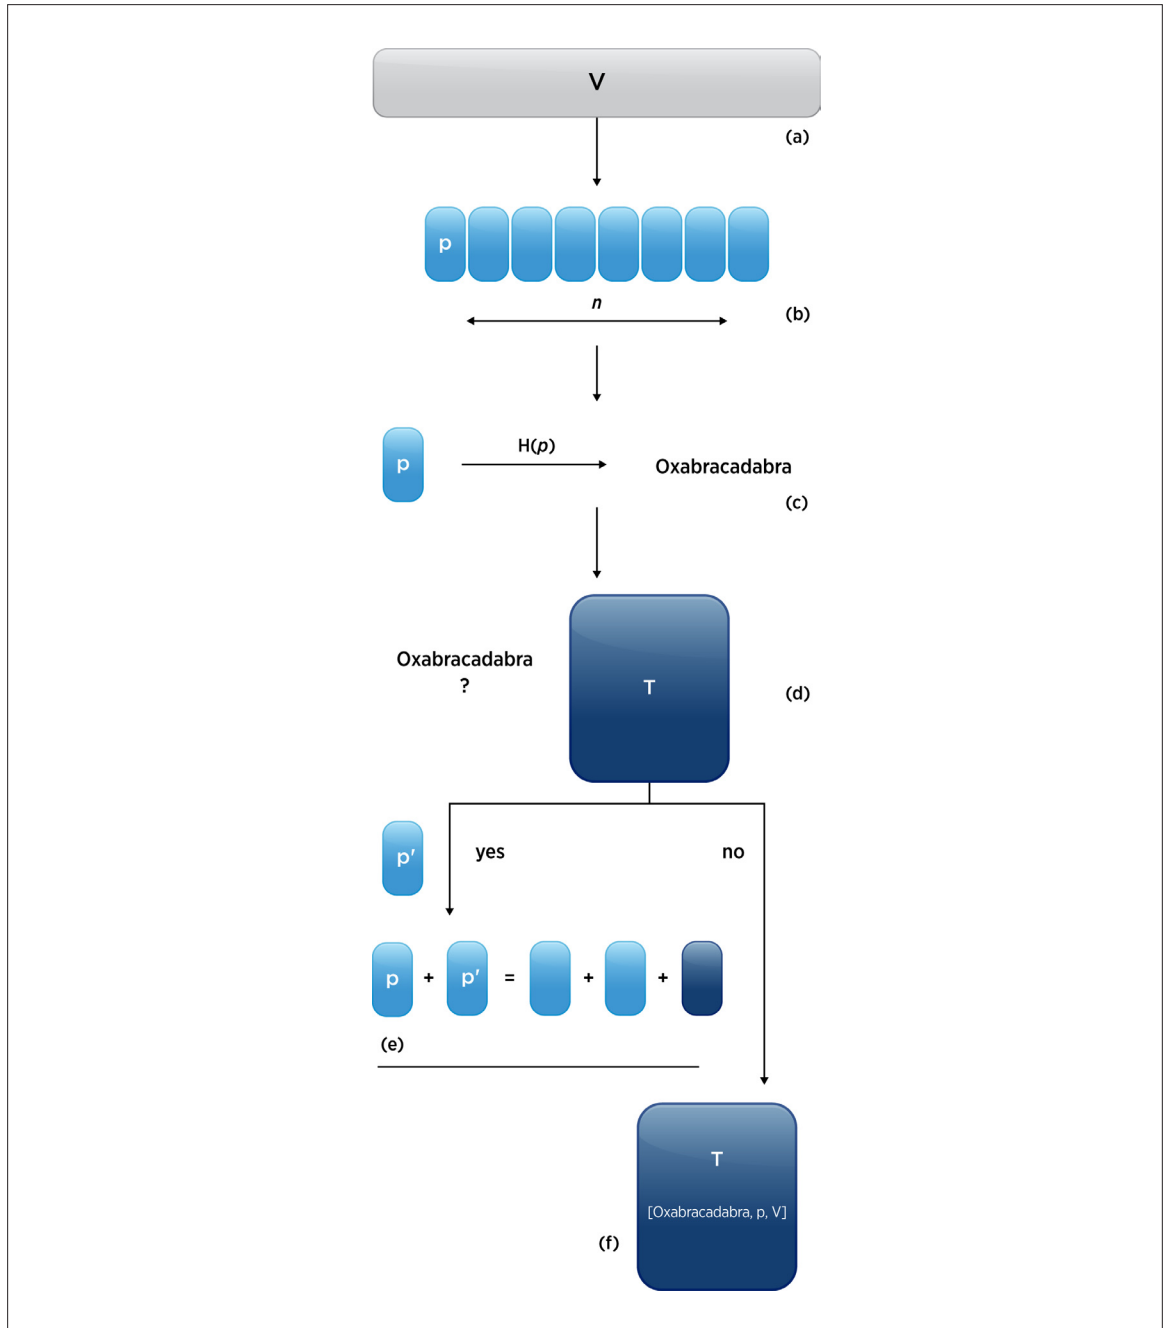 V
(a)
p
n
(b)
H(p)
p
Oxabracadabra
(c)
Oxabracadabra
?
T
(d)
p′
yes
no
p + p′ = + +
(e)
T
[Oxabracadabra, p, V]
(f)